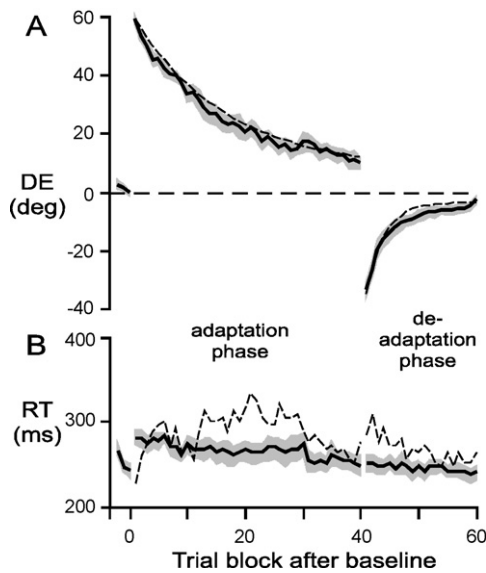 A
60
40
20
DE
(deg)
0
-20
-40
adaptation
phase
de-
adaptation
phase
B
400
RT
(ms)
300
200
0
20
40
60
Trial block after baseline